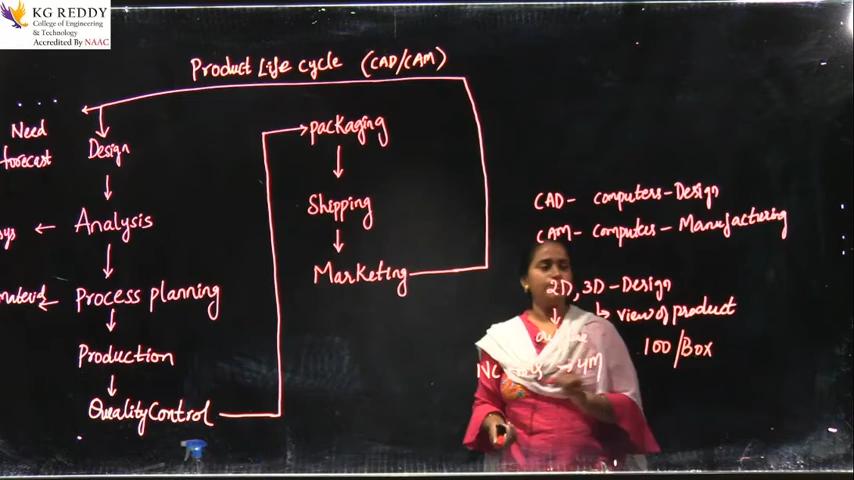 KG REDDY
College of Engineering
& Technology
Accredited By NAAC
Product Life cycle (CAD/CAM)
Need
forecast
Design
Analysis
Process planning
Production
Quality Control
packaging
Shipping
Marketing
CAD- computers-Design
CAM- computers- Manufacturing
2D, 3D-Design
view of product
100/Box
NC
4M